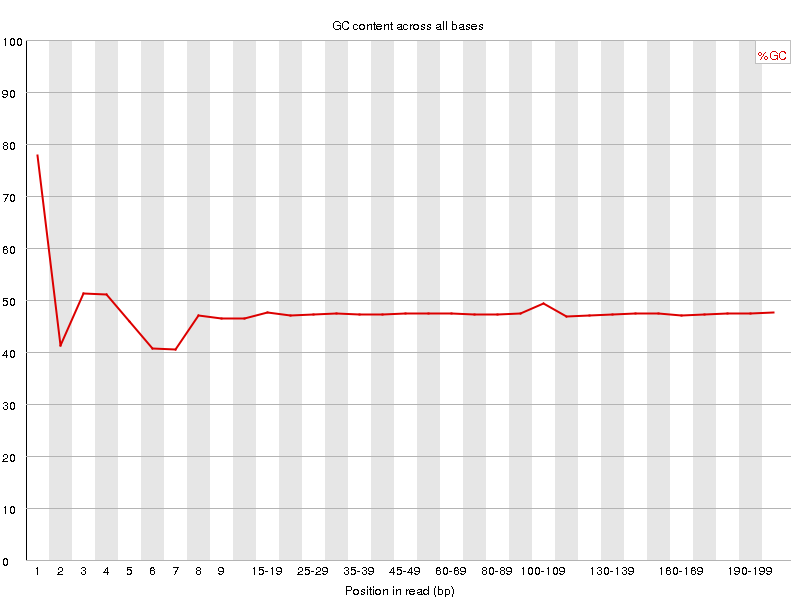 GC content across all bases
%GC
100
90
80
70
60
50
40
30
20
10
0
1 2 3 4 5 6 7 8 9 15-19 25-29 35-39 45-49 60-69 80-89 100-109 130-139 160-169 190-199
Position in read (bp)